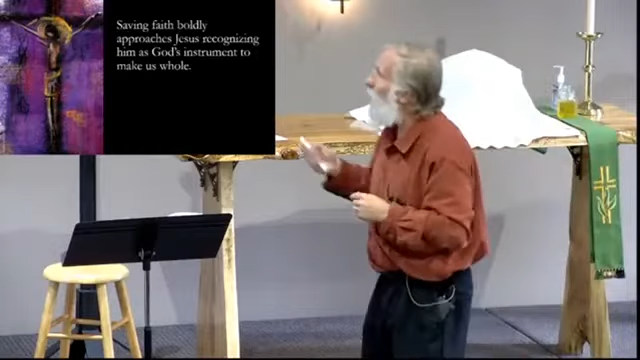 Saving faith boldly
approaches Jesus recognizing
him as God's instrument to
make us whole.